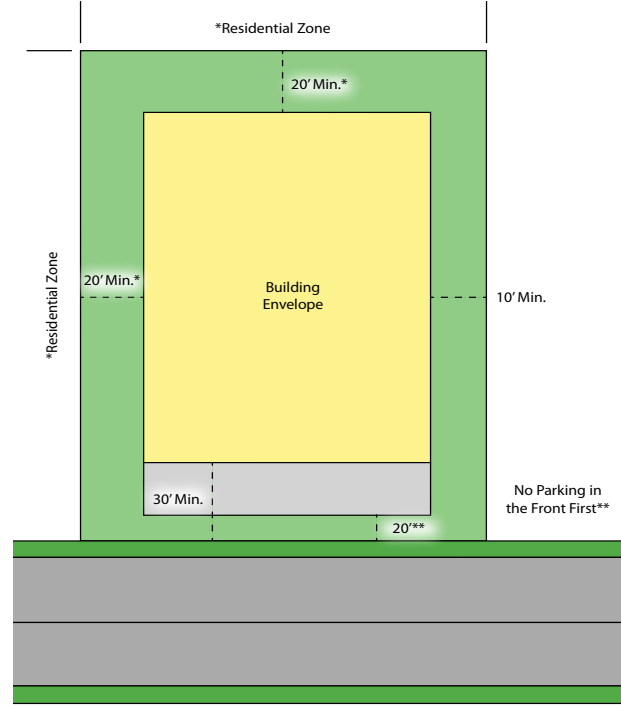 *Residential Zone
20' Min.*
*Residential Zone
20' Min.*
Building
Envelope
10' Min.
30' Min.
No Parking in
the Front First**
20'**